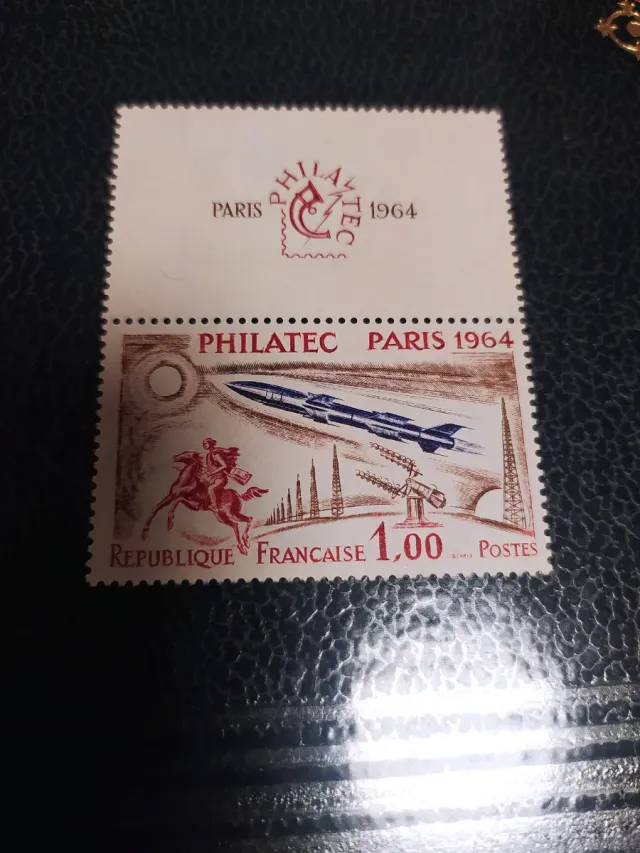 PARIS PHILATEC 1964
PHILATEC PARIS 1964
REPUBLIQUE FRANCAISE 1,00 POSTES